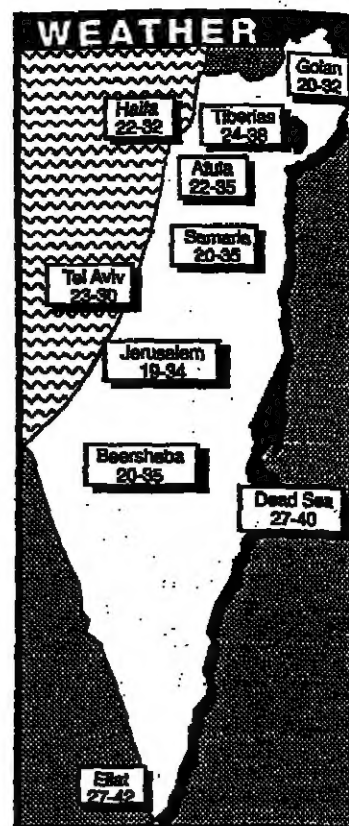 WEATHER
Golan
20-32
Haifa
22-32
Tiberias
24-38
Afula
22-35
Samaria
20-35
Tel Aviv
23-30
Jerusalem
19-34
Beersheba
20-35
Dead Sea
27-40
Eilat
27-42